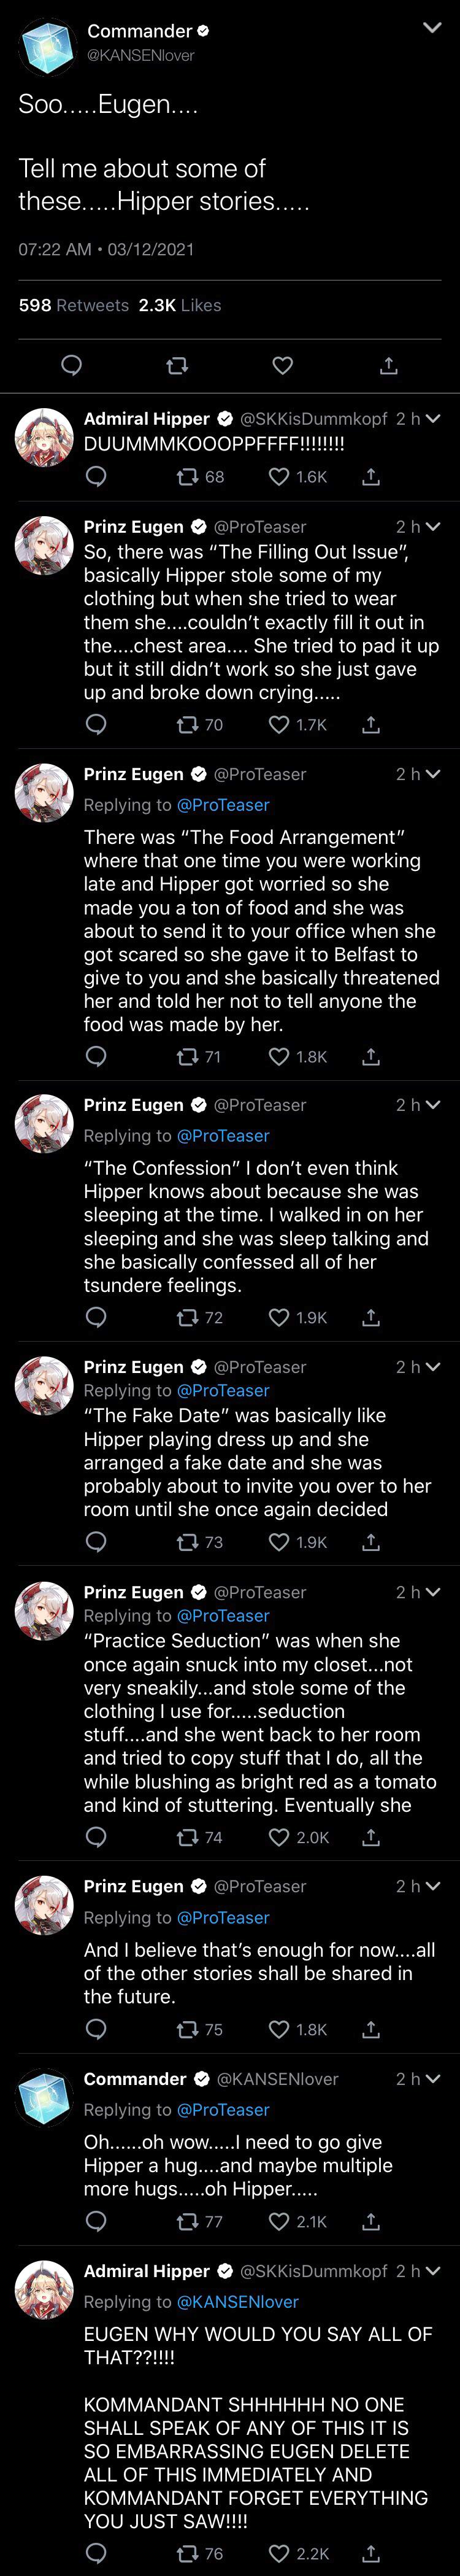 Commander
@KANSENlover
Soo.....Eugen....
Tell me about some of
these.....Hipper stories.....
07:22 AM • 03/12/2021
598 Retweets 2.3K Likes
Admiral Hipper @SKKisDummkopf 2 h
DUUMMMKOOOPPFFFF!!!!!!!!
68 1.6K
Prinz Eugen @ProTeaser 2 h
So, there was “The Filling Out Issue”,
basically Hipper stole some of my
clothing but when she tried to wear
them she....couldn’t exactly fill it out in
the....chest area.... She tried to pad it up
but it still didn’t work so she just gave
up and broke down crying.....
70 1.7K
Prinz Eugen @ProTeaser 2 h
Replying to @ProTeaser
There was “The Food Arrangement”
where that one time you were working
late and Hipper got worried so she
made you a ton of food and she was
about to send it to your office when she
got scared so she gave it to Belfast to
give to you and she basically threatened
her and told her not to tell anyone the
food was made by her.
71 1.8K
Prinz Eugen @ProTeaser 2 h
Replying to @ProTeaser
“The Confession” I don’t even think
Hipper knows about because she was
sleeping at the time. I walked in on her
sleeping and she was sleep talking and
she basically confessed all of her
tsundere feelings.
72 1.9K
Prinz Eugen @ProTeaser 2 h
Replying to @ProTeaser
“The Fake Date” was basically like
Hipper playing dress up and she
arranged a fake date and she was
probably about to invite you over to her
room until she once again decided
73 1.9K
Prinz Eugen @ProTeaser 2 h
Replying to @ProTeaser
“Practice Seduction” was when she
once again snuck into my closet...not
very sneakily...and stole some of the
clothing I use for.....seduction
stuff....and she went back to her room
and tried to copy stuff that I do, all the
while blushing as bright red as a tomato
and kind of stuttering. Eventually she
74 2.0K
Prinz Eugen @ProTeaser 2 h
Replying to @ProTeaser
And I believe that’s enough for now....all
of the other stories shall be shared in
the future.
75 1.8K
Commander @KANSENlover 2 h
Replying to @ProTeaser
Oh......oh wow.....I need to go give
Hipper a hug....and maybe multiple
more hugs.....oh Hipper.....
77 2.1K
Admiral Hipper @SKKisDummkopf 2 h
Replying to @KANSENlover
EUGEN WHY WOULD YOU SAY ALL OF
THAT??!!!!
KOMMANDANT SHHHHHH NO ONE
SHALL SPEAK OF ANY OF THIS IT IS
SO EMBARRASSING EUGEN DELETE
ALL OF THIS IMMEDIATELY AND
KOMMANDANT FORGET EVERYTHING
YOU JUST SAW!!!!
76 2.2K